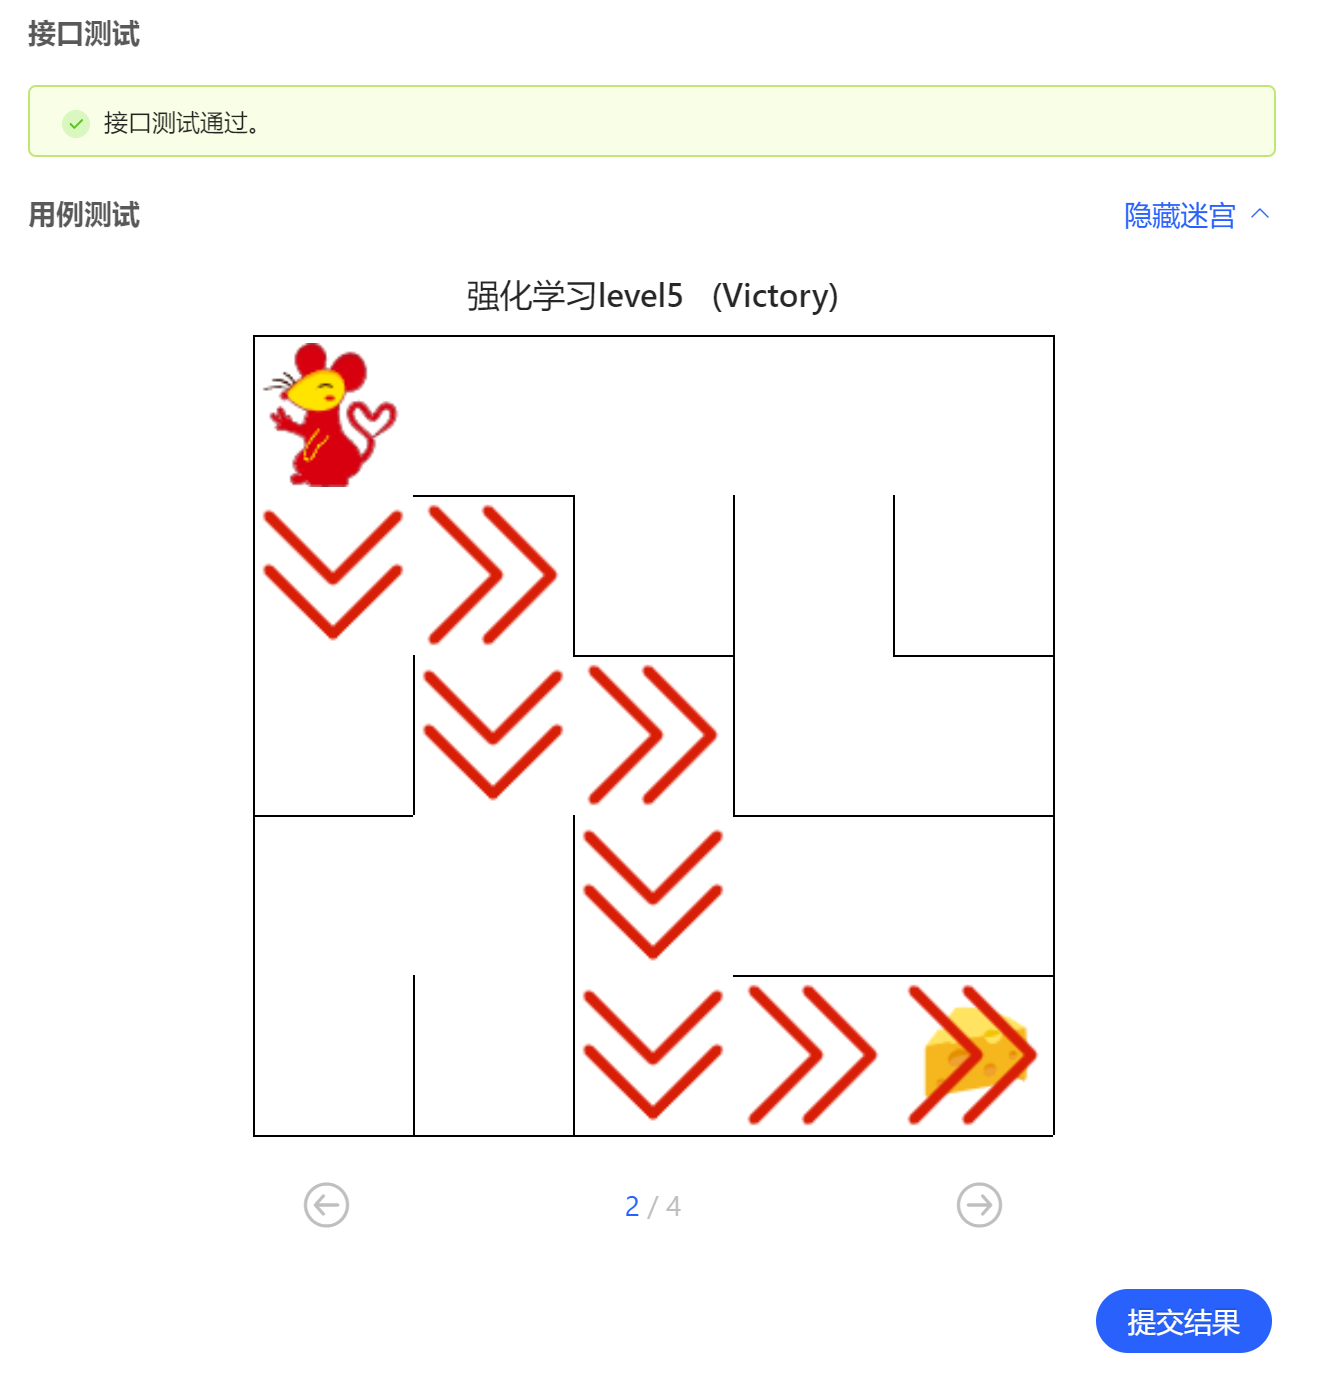 接口测试
接口测试通过。
用例测试
隐藏迷宫
强化学习level5 (Victory)
2 / 4
提交结果